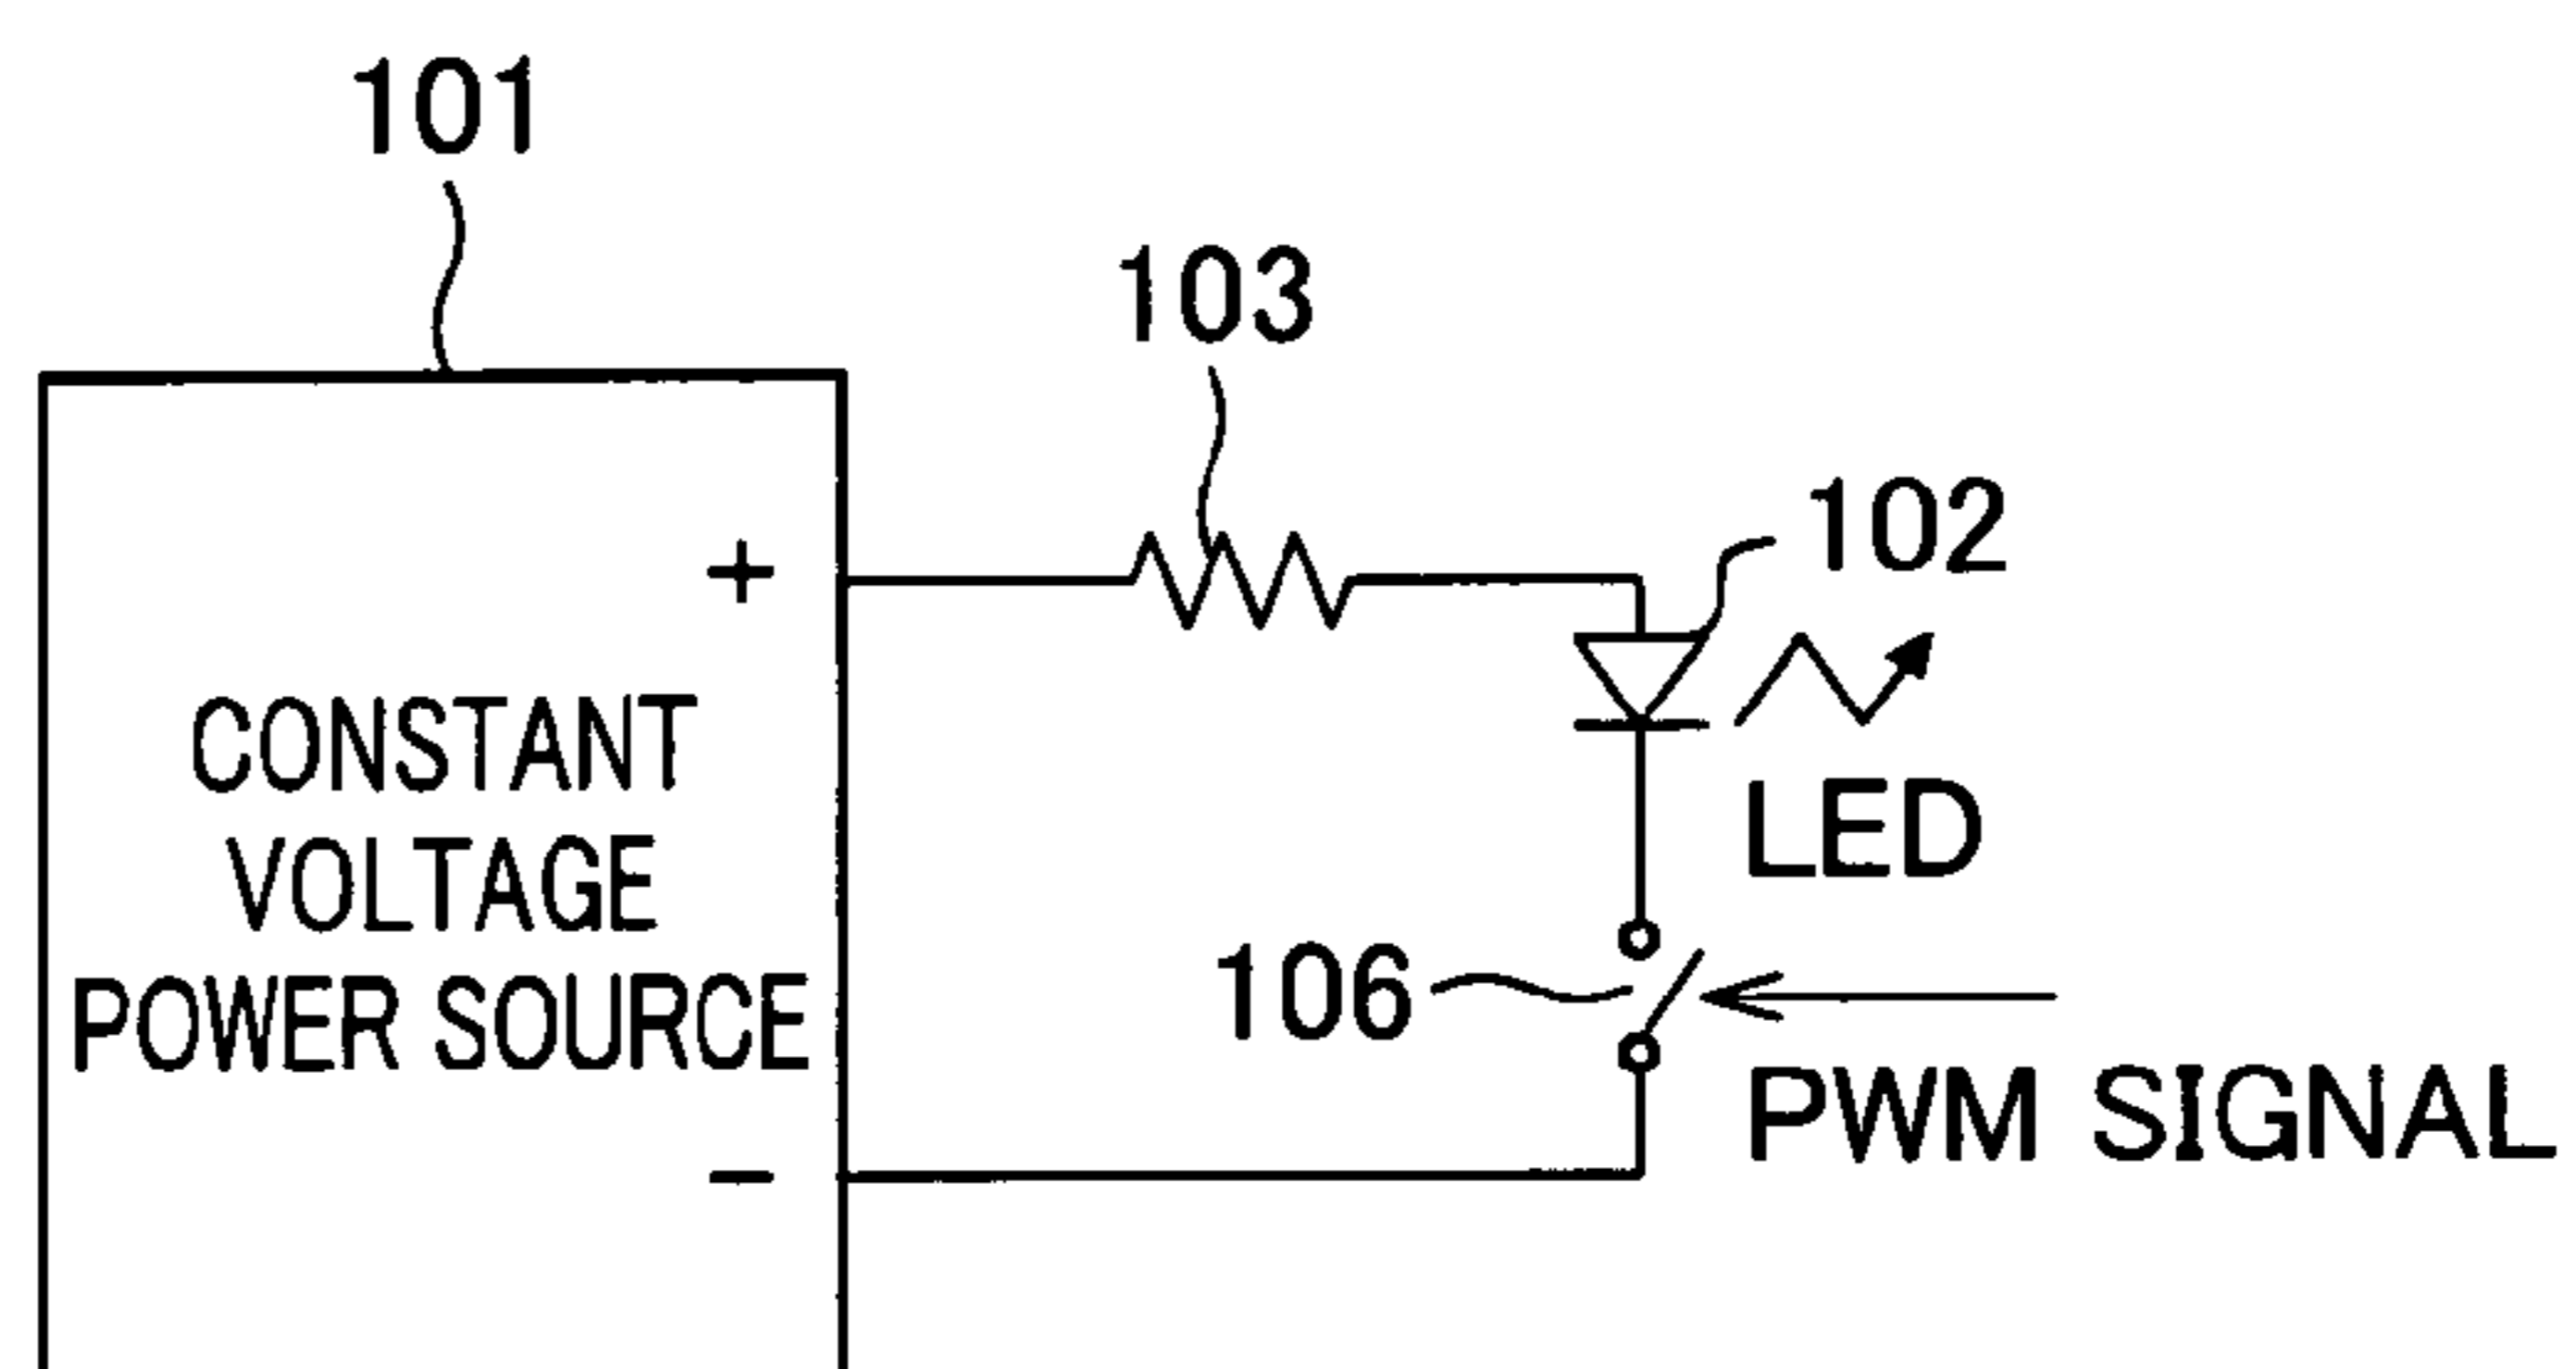 101
103
102
+
CONSTANT
VOLTAGE
POWER SOURCE
LED
106
PWM SIGNAL
−